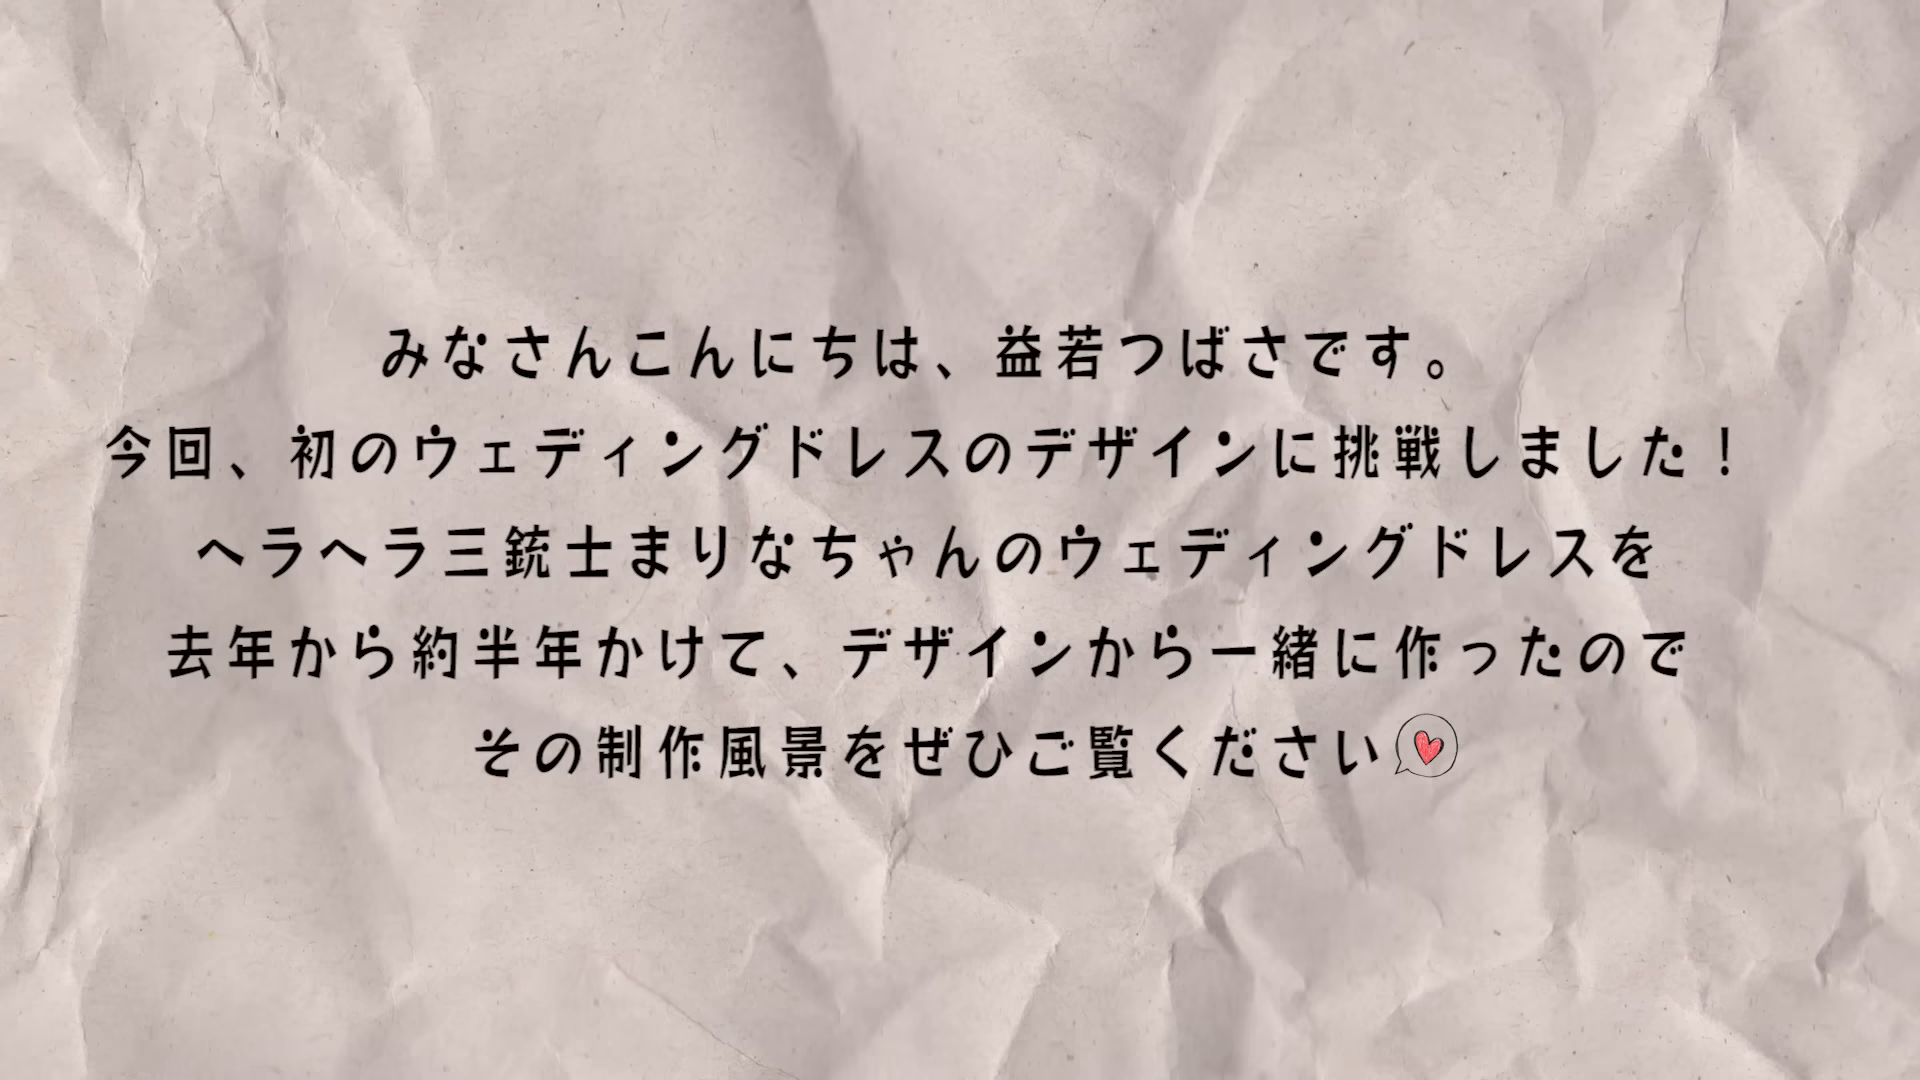 みなさんこんにちは、益若つばさです。
今回、初のウェディングドレスのデザインに挑戦しました！
ヘラヘラ三銃士まりなちゃんのウェディングドレスを
去年から約半年かけて、デザインから一緒に作ったので
その制作風景をぜひご覧ください